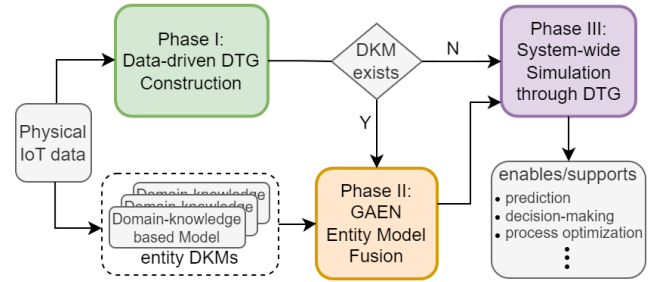 Phase I:
Data-driven DTG
Construction
DKM
exists
N
Y
Phase III:
System-wide
Simulation
through DTG
Physical
IoT data
Domain-knowledge
Domain-knowledge
Domain-knowledge
based Model
entity DKMs
Phase II:
GAEN
Entity Model
Fusion
enables/supports
• prediction
• decision-making
• process optimization